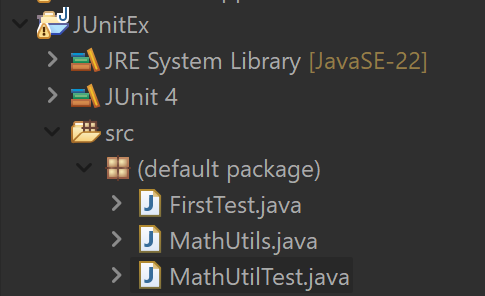 JUnitEx
JRE System Library [JavaSE-22]
JUnit 4
src
(default package)
FirstTest.java
MathUtils.java
MathUtilTest.java